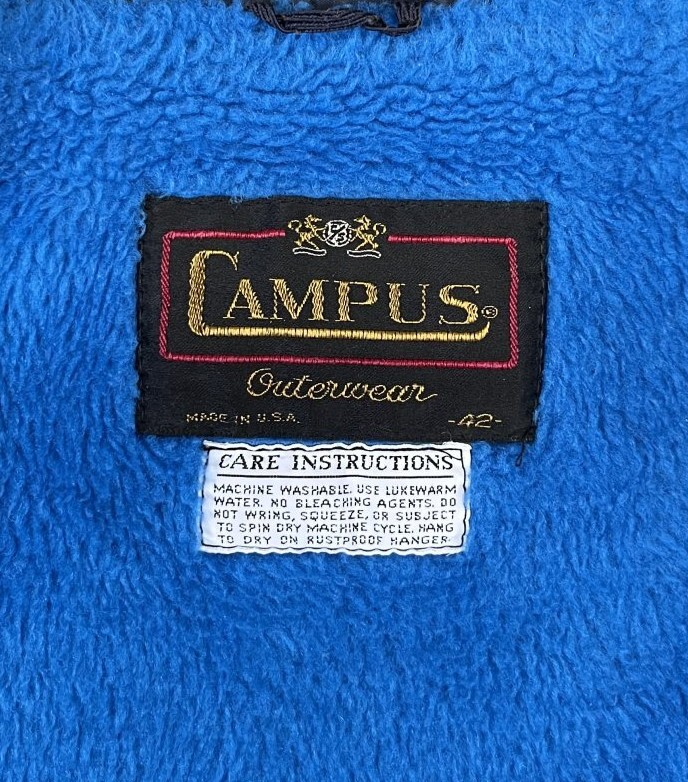 CAMPUS®
Outerwear
MADE IN U.S.A.
-42-
CARE INSTRUCTIONS
MACHINE WASHABLE. USE LUKEWARM
WATER. NO BLEACHING AGENTS. DO
NOT WRING, SQUEEZE, OR SUBJECT
TO SPIN DRY MACHINE CYCLE. HANG
TO DRY ON RUSTPROOF HANGER.